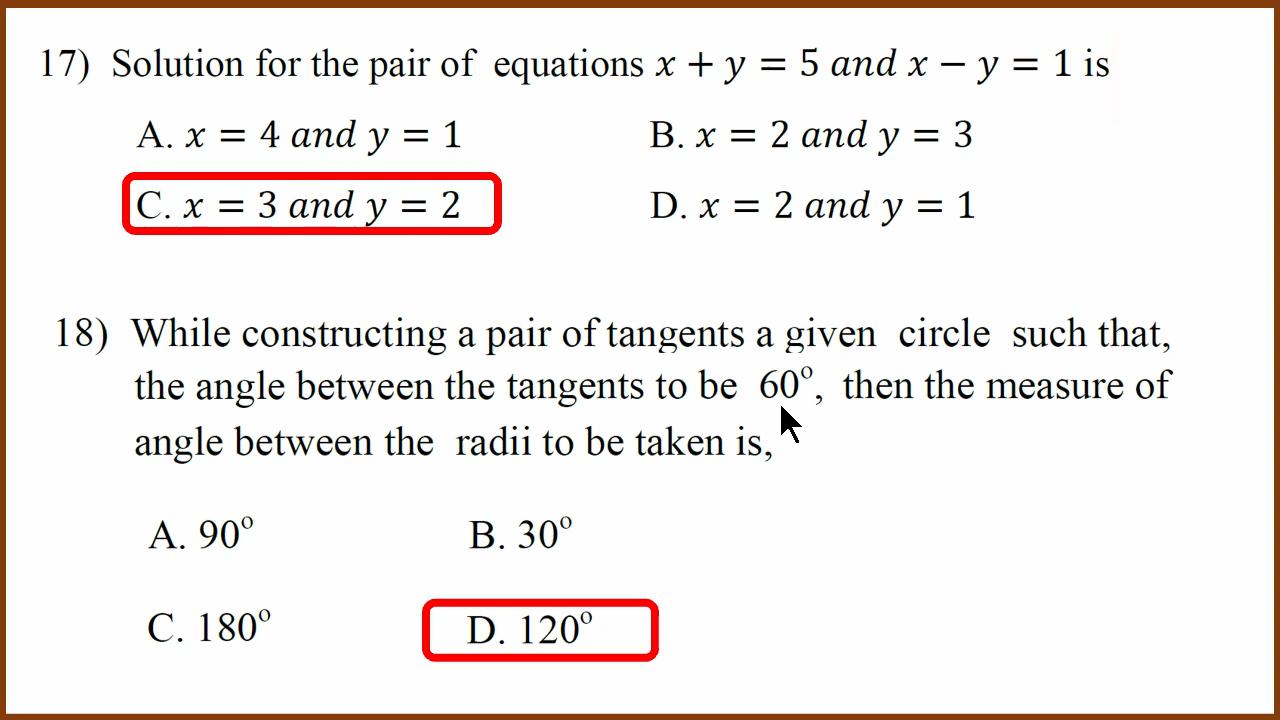 17) Solution for the pair of equations x + y = 5 and x − y = 1 is
A. x = 4 and y = 1 B. x = 2 and y = 3
C. x = 3 and y = 2 D. x = 2 and y = 1
18) While constructing a pair of tangents a given circle such that,
the angle between the tangents to be 60°, then the measure of
angle between the radii to be taken is,
A. 90° B. 30°
C. 180° D. 120°